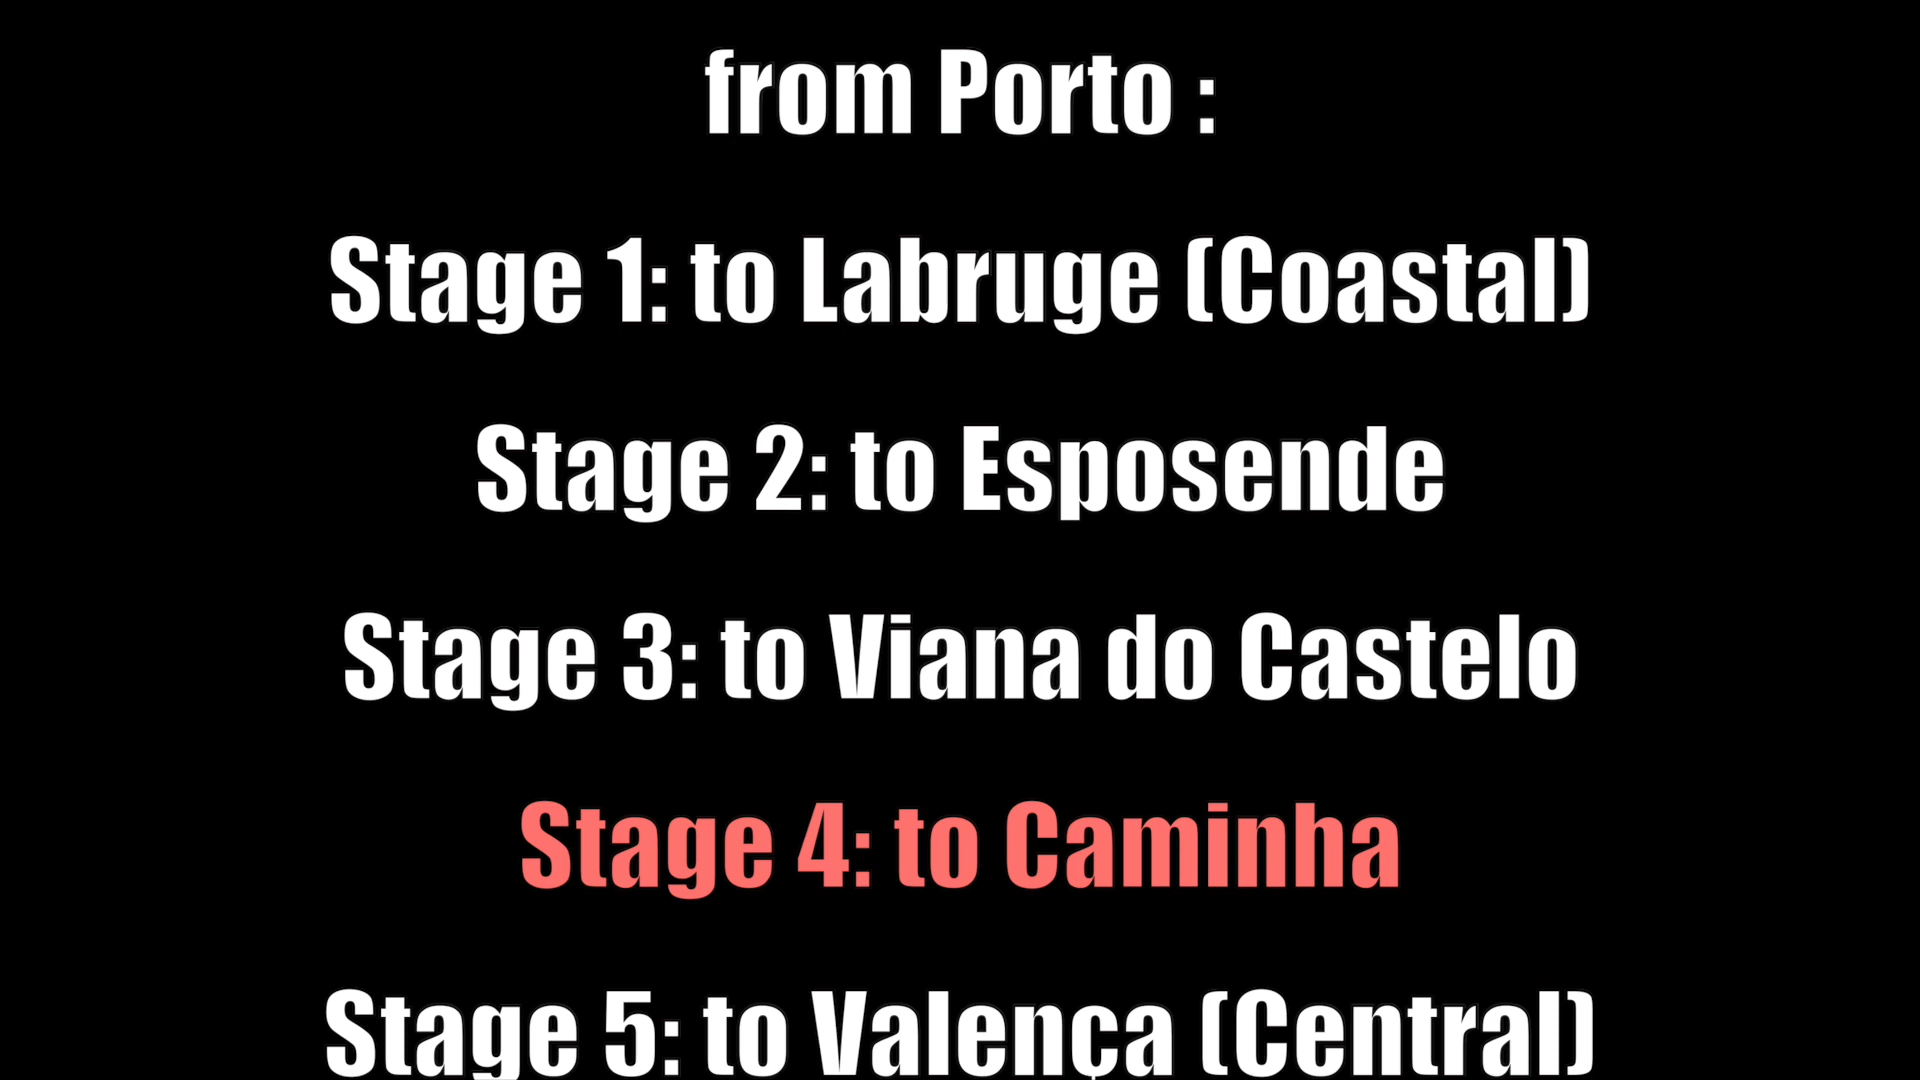 from Porto :
Stage 1: to Labruge (Coastal)
Stage 2: to Esposende
Stage 3: to Viana do Castelo
Stage 4: to Caminha
Stage 5: to Valença (Central)